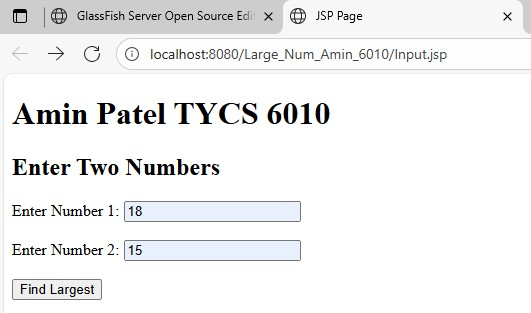 GlassFish Server Open Source Edi
JSP Page
localhost:8080/Large_Num_Amin_6010/Input.jsp
Amin Patel TYCS 6010
Enter Two Numbers
Enter Number 1: 18
Enter Number 2: 15
Find Largest